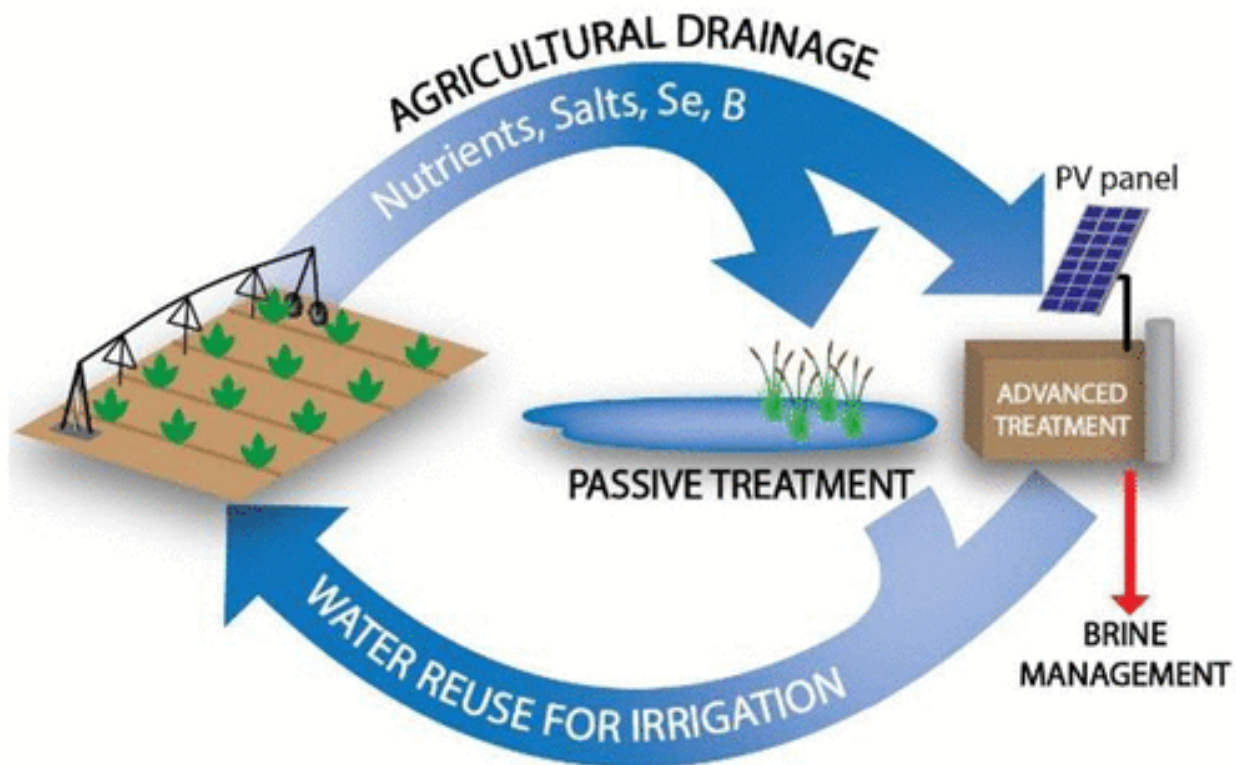 AGRICULTURAL DRAINAGE
Nutrients, Salts, Se, B
PV panel
ADVANCED
TREATMENT
PASSIVE TREATMENT
WATER REUSE FOR IRRIGATION
BRINE
MANAGEMENT